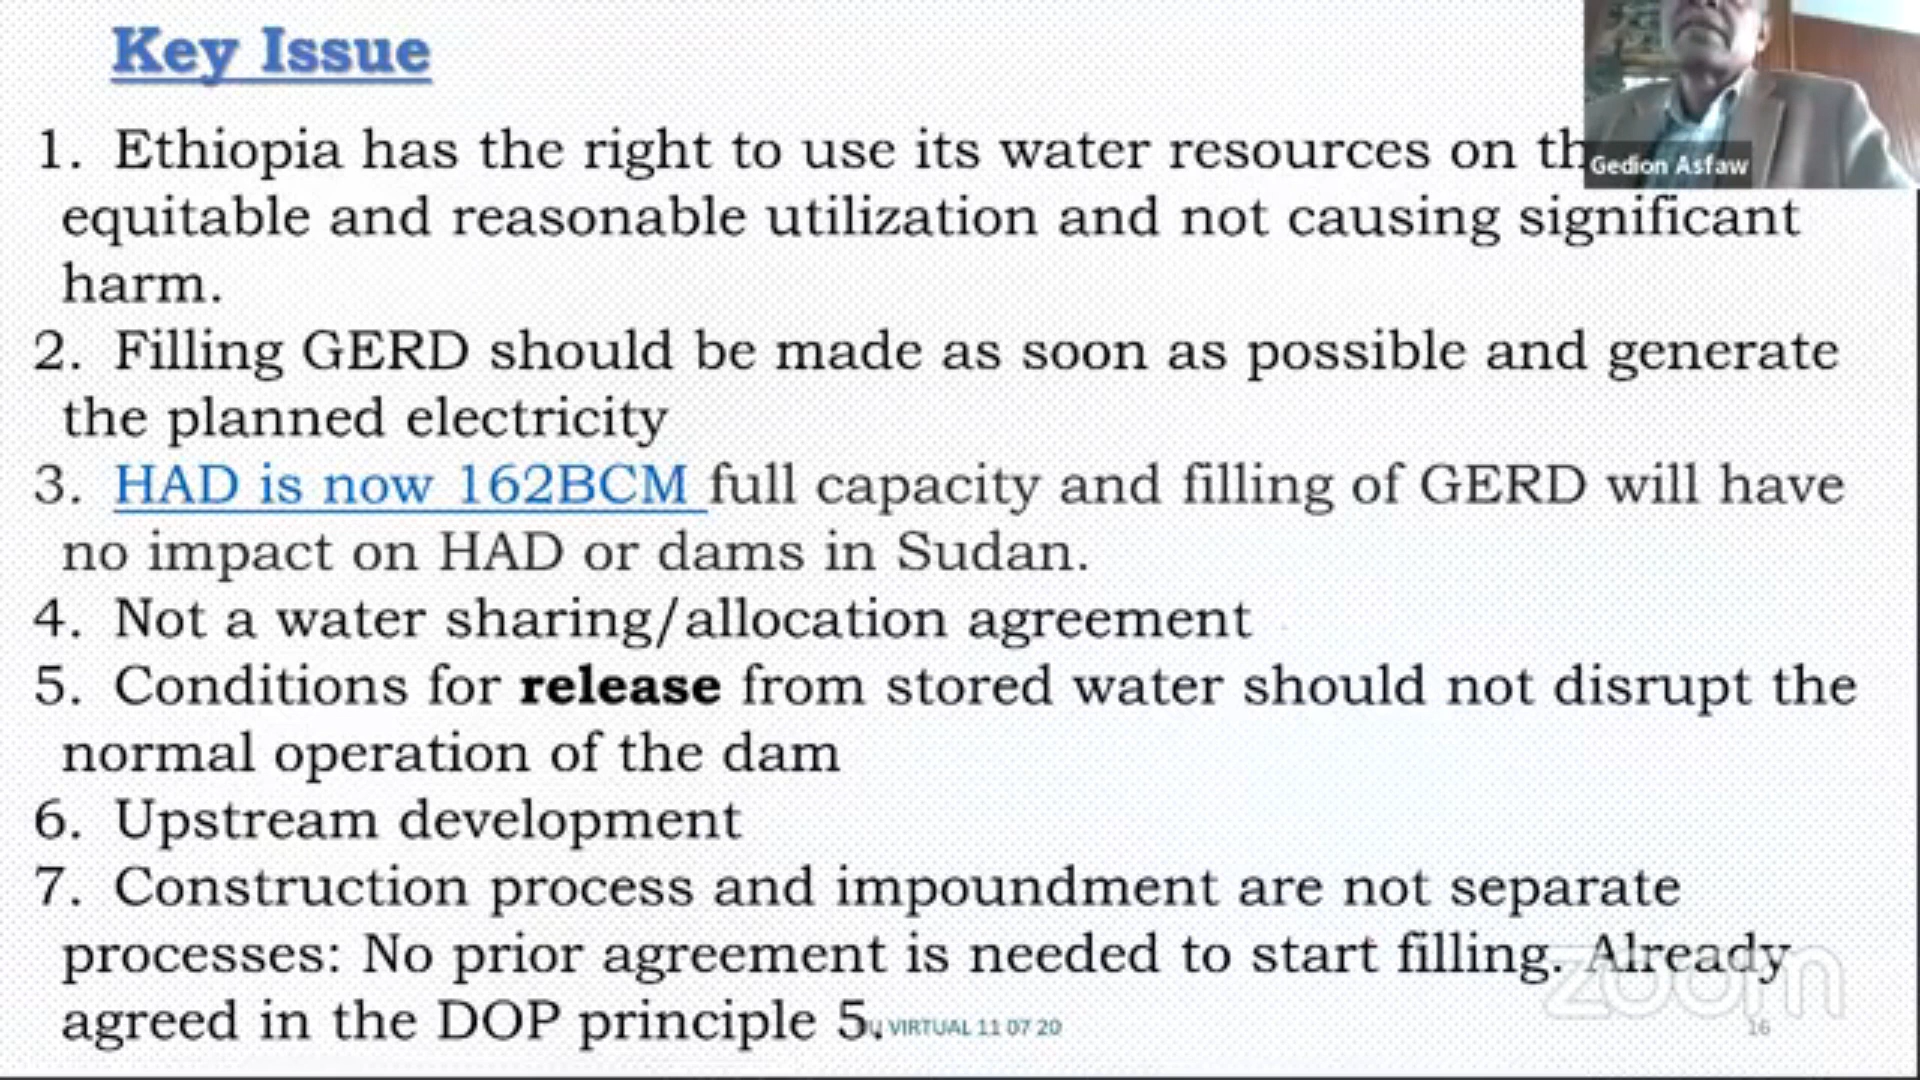 Key Issue
1. Ethiopia has the right to use its water resources on
equitable and reasonable utilization and not causing significant
harm.
2. Filling GERD should be made as soon as possible and generate
the planned electricity
3. HAD is now 162BCM full capacity and filling of GERD will have
no impact on HAD or dams in Sudan.
4. Not a water sharing/allocation agreement
5. Conditions for release from stored water should not disrupt the
normal operation of the dam
6. Upstream development
7. Construction process and impoundment are not separate
processes: No prior agreement is needed to start filling. Already
agreed in the DOP principle 5.
VIRTUAL 11 07 20
16
Gedion Asfaw
zoom